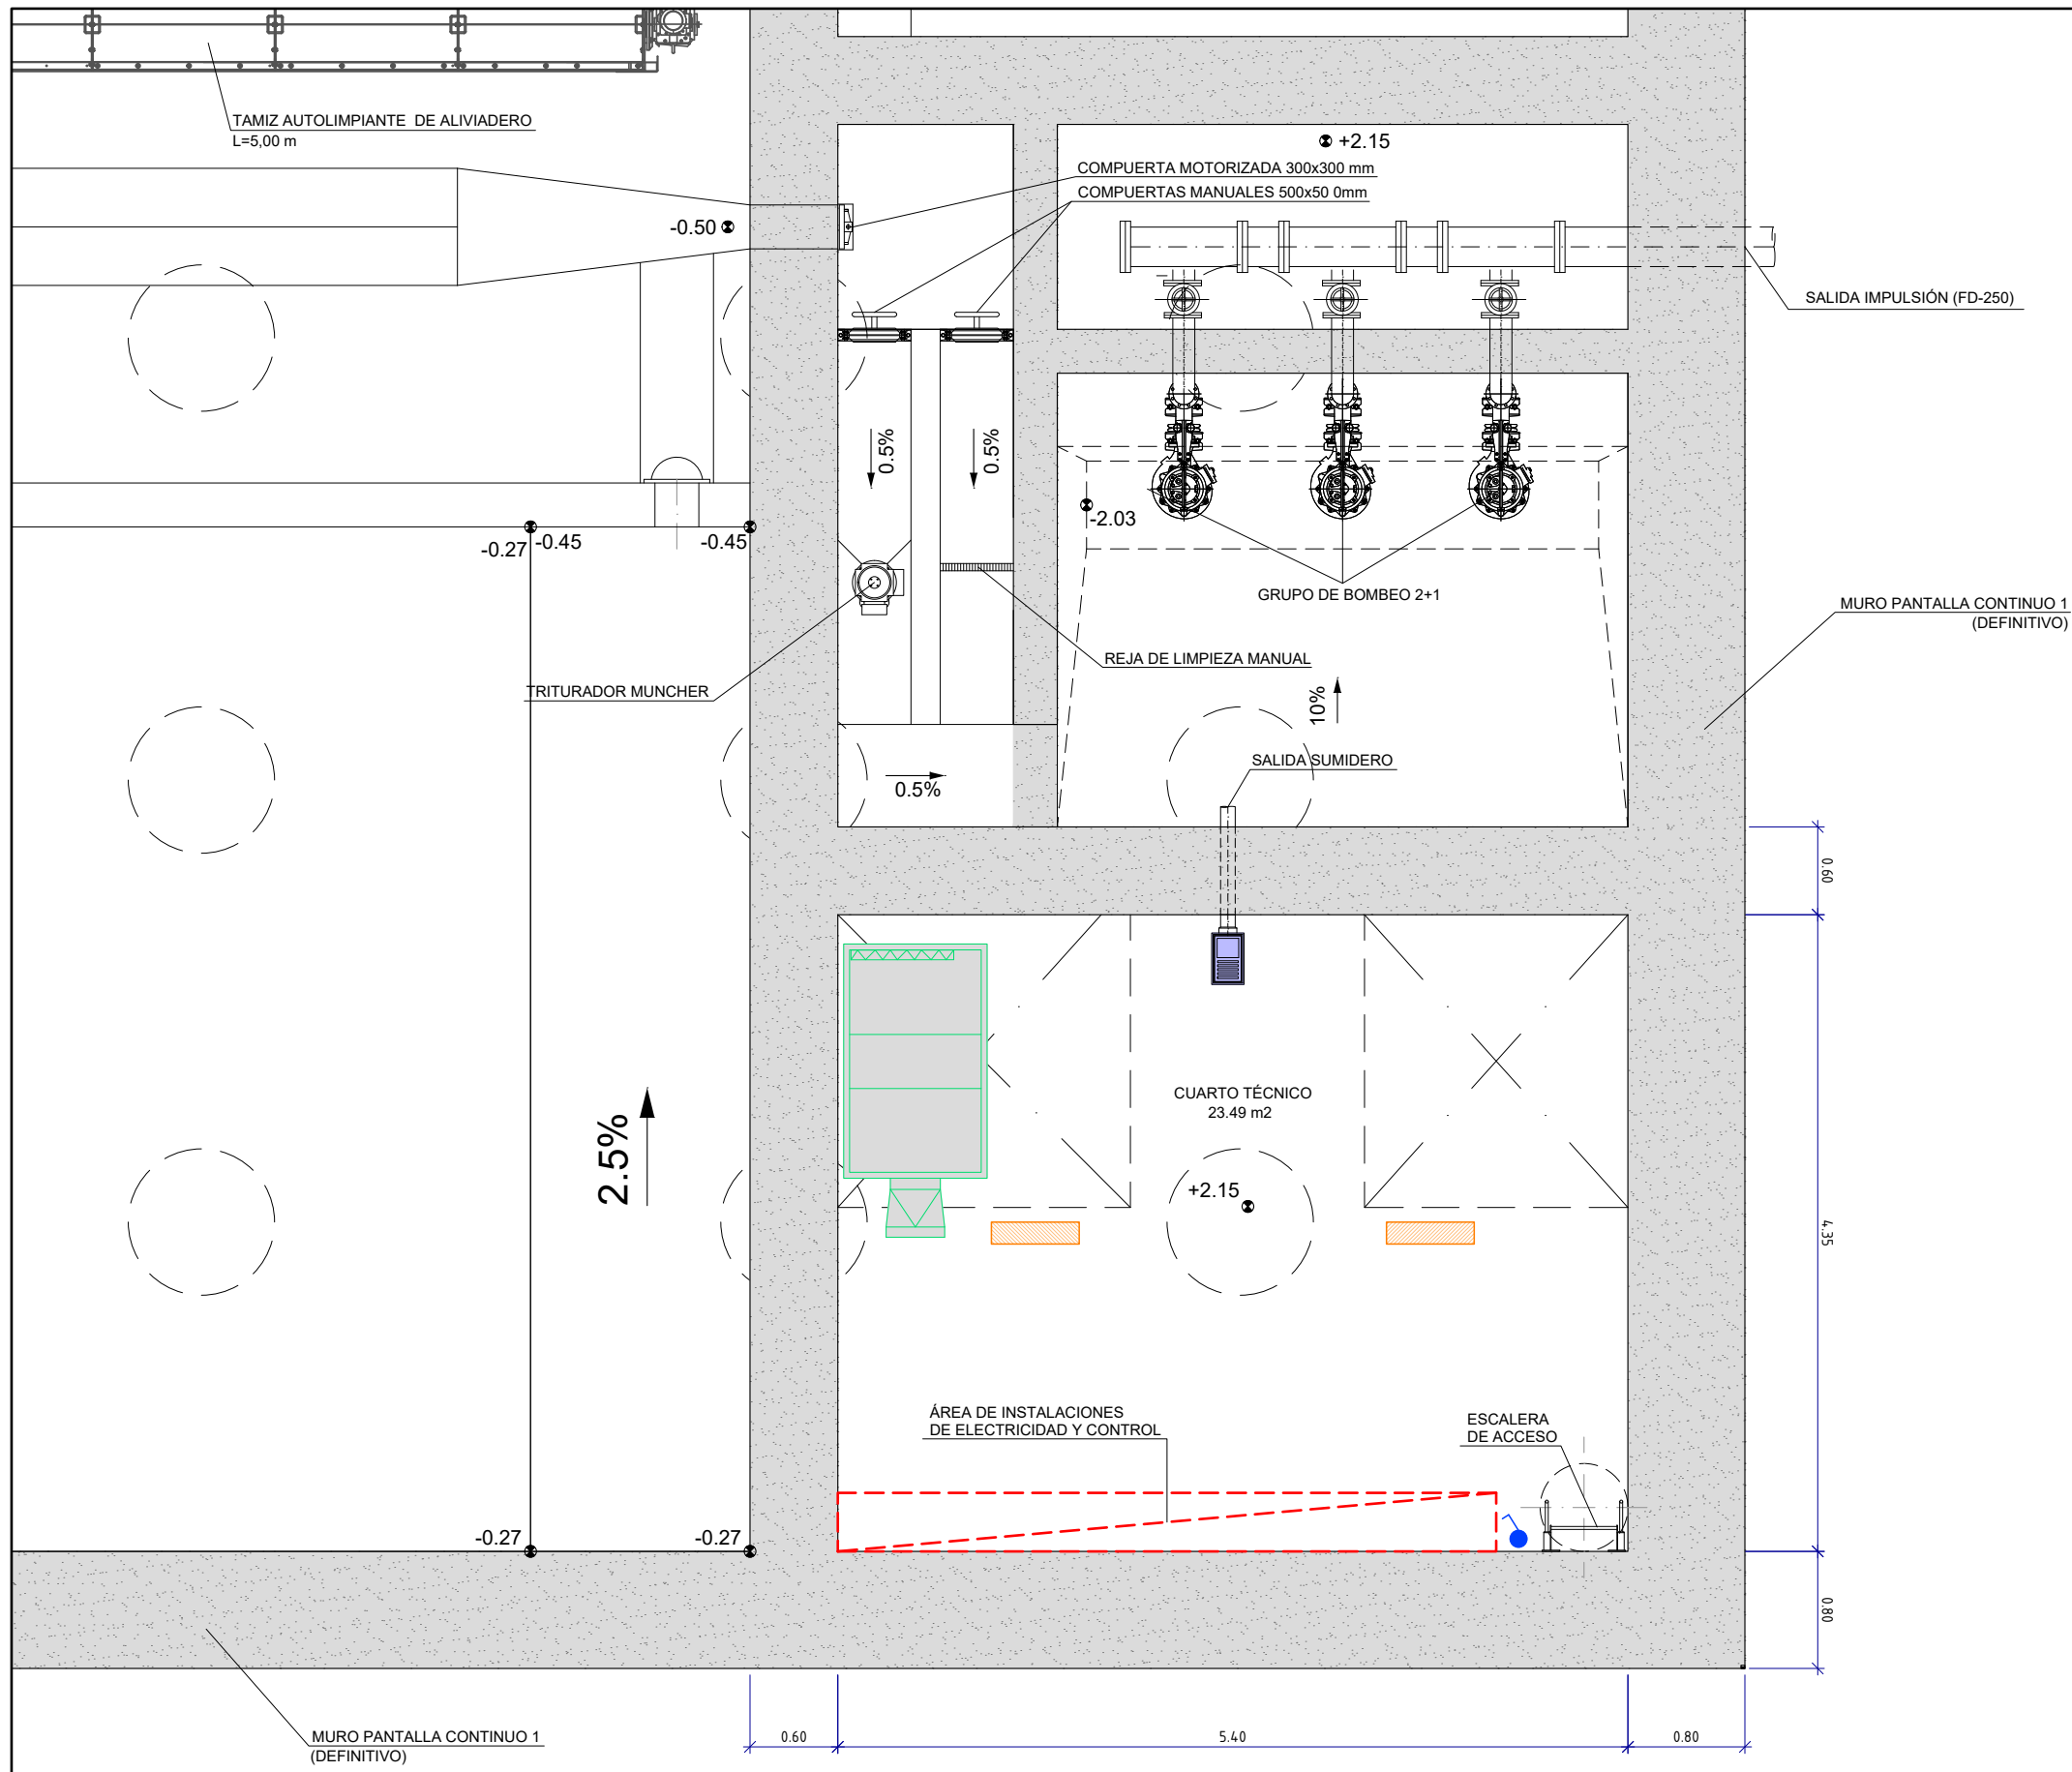 TAMIZ AUTOLIMPIANTE DE ALIVIADERO
L=5,00 m
+2.15
COMPUERTA MOTORIZADA 300x300 mm
COMPUERTAS MANUALES 500x50 0mm
-0.50
SALIDA IMPULSIÓN (FD-250)
0.5%
0.5%
-2.03
-0.27
-0.45
-0.45
GRUPO DE BOMBEO 2+1
MURO PANTALLA CONTINUO 1
(DEFINITIVO)
REJA DE LIMPIEZA MANUAL
TRITURADOR MUNCHER
10%
SALIDA SUMIDERO
0.5%
0.60
CUARTO TÉCNICO
23.49 m2
2.5%
+2.15
4.35
ÁREA DE INSTALACIONES
DE ELECTRICIDAD Y CONTROL
ESCALERA
DE ACCESO
-0.27
-0.27
0.80
MURO PANTALLA CONTINUO 1
(DEFINITIVO)
0.60
5.40
0.80